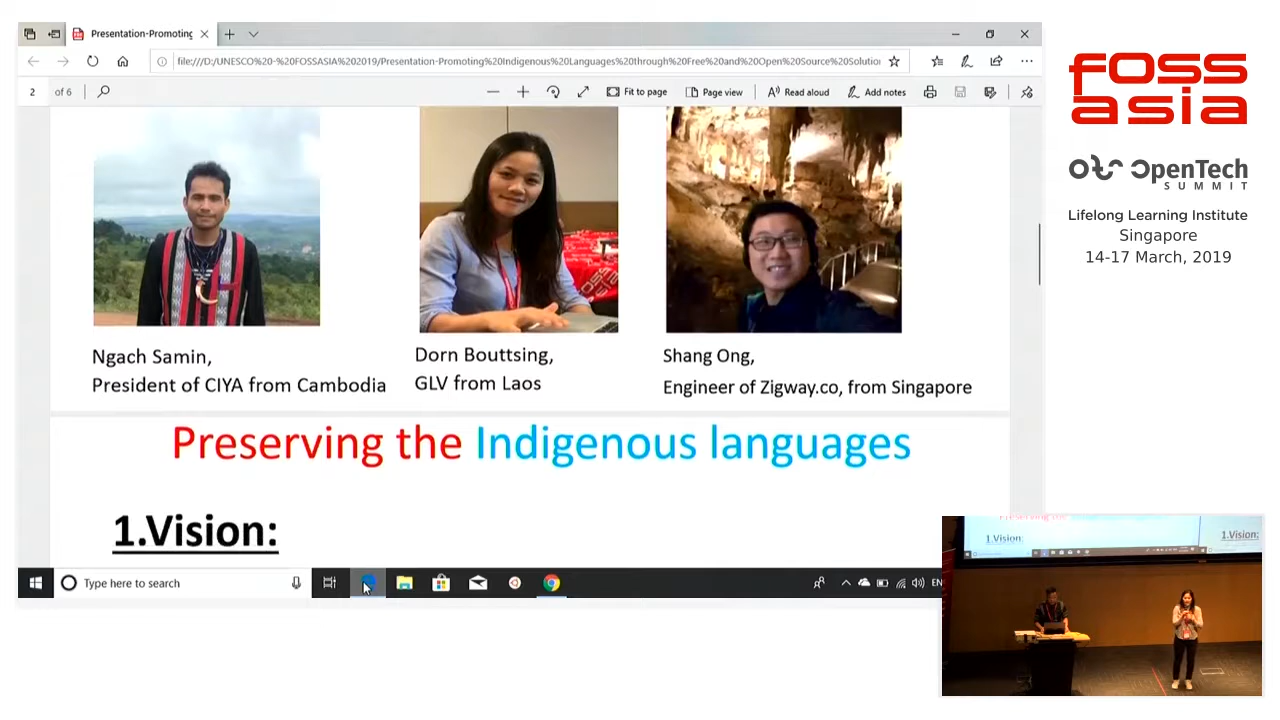 Presentation-Promoting
file:///D:/UNESCO%20-%20FOSSASIA%202019/Presentation-Promoting%20Indigenous%20Languages%20through%20Free%20and%20Open%20Source%20Solution
2 of 6
Fit to page
Page view
Read aloud
Add notes
Ngach Samin,
President of CIYA from Cambodia
Dorn Bouttsing,
GLV from Laos
Shang Ong,
Engineer of Zigway.co, from Singapore
Preserving the Indigenous languages
1.Vision:
Type here to search
EN
FOSS
asia
OpenTech
SUMMIT
Lifelong Learning Institute
Singapore
14-17 March, 2019
Preserving the
1.Vision:
1.Vision: